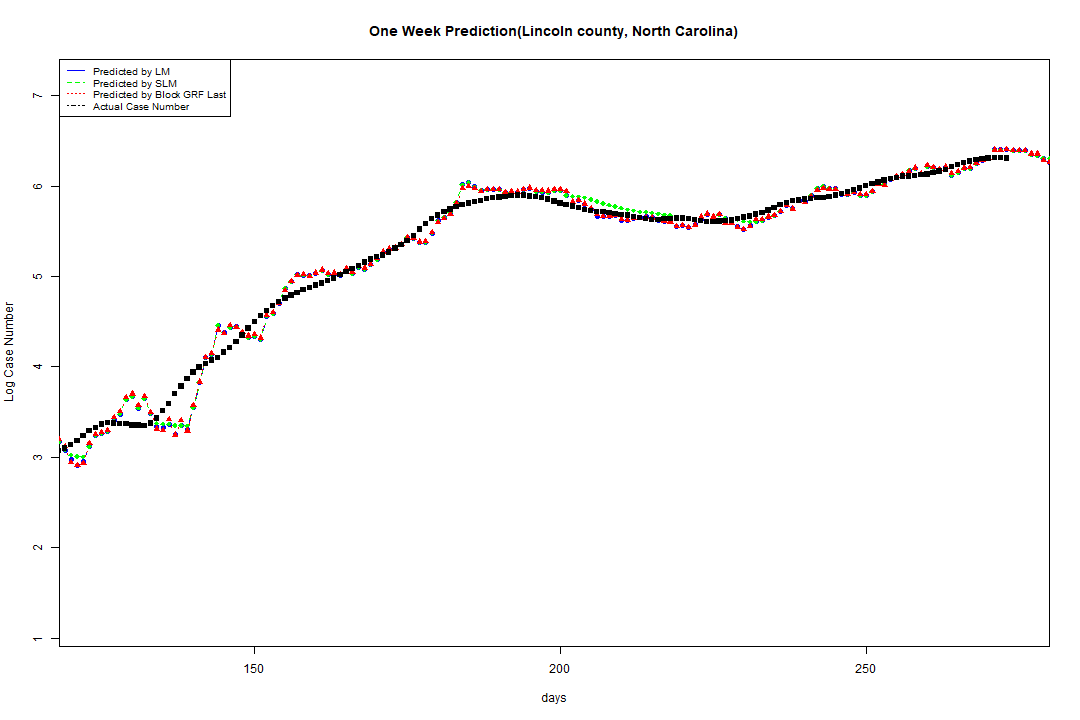 One Week Prediction(Lincoln county, North Carolina)
Predicted by LM
Predicted by SLM
Predicted by Block GRF Last
Actual Case Number
7
6
5
4
3
2
1
Log Case Number
150 200 250
days